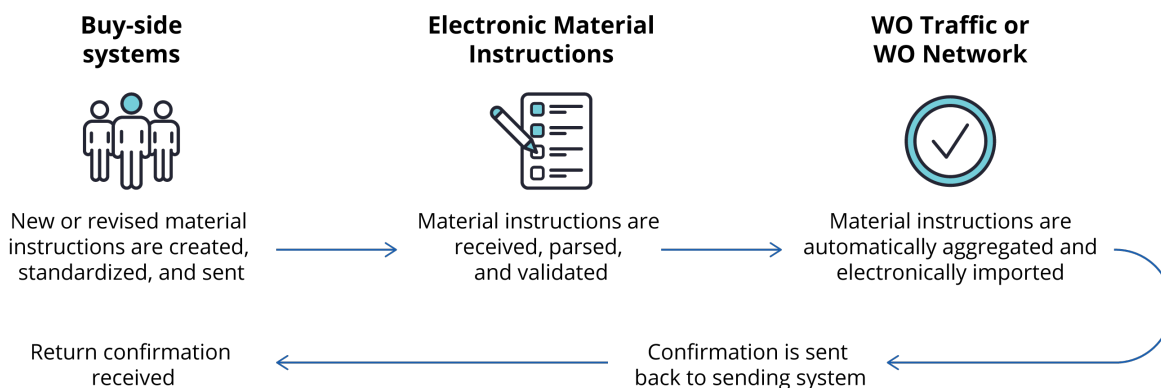 Buy-side
systems
Electronic Material
Instructions
WO Traffic or
WO Network
New or revised material
instructions are created,
standardized, and sent
Material instructions are
received, parsed,
and validated
Material instructions are
automatically aggregated and
electronically imported
Return confirmation
received
Confirmation is sent
back to sending system